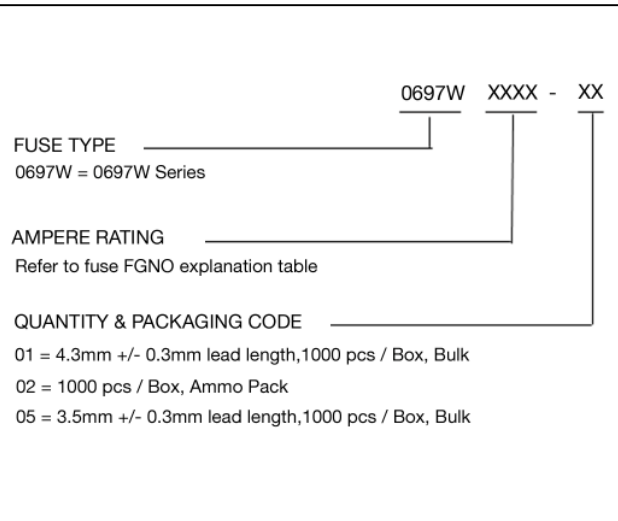 0697W XXXX - XX
FUSE TYPE
0697W = 0697W Series
AMPERE RATING
Refer to fuse FGNO explanation table
QUANTITY & PACKAGING CODE
01 = 4.3mm +/- 0.3mm lead length,1000 pcs / Box, Bulk
02 = 1000 pcs / Box, Ammo Pack
05 = 3.5mm +/- 0.3mm lead length,1000 pcs / Box, Bulk